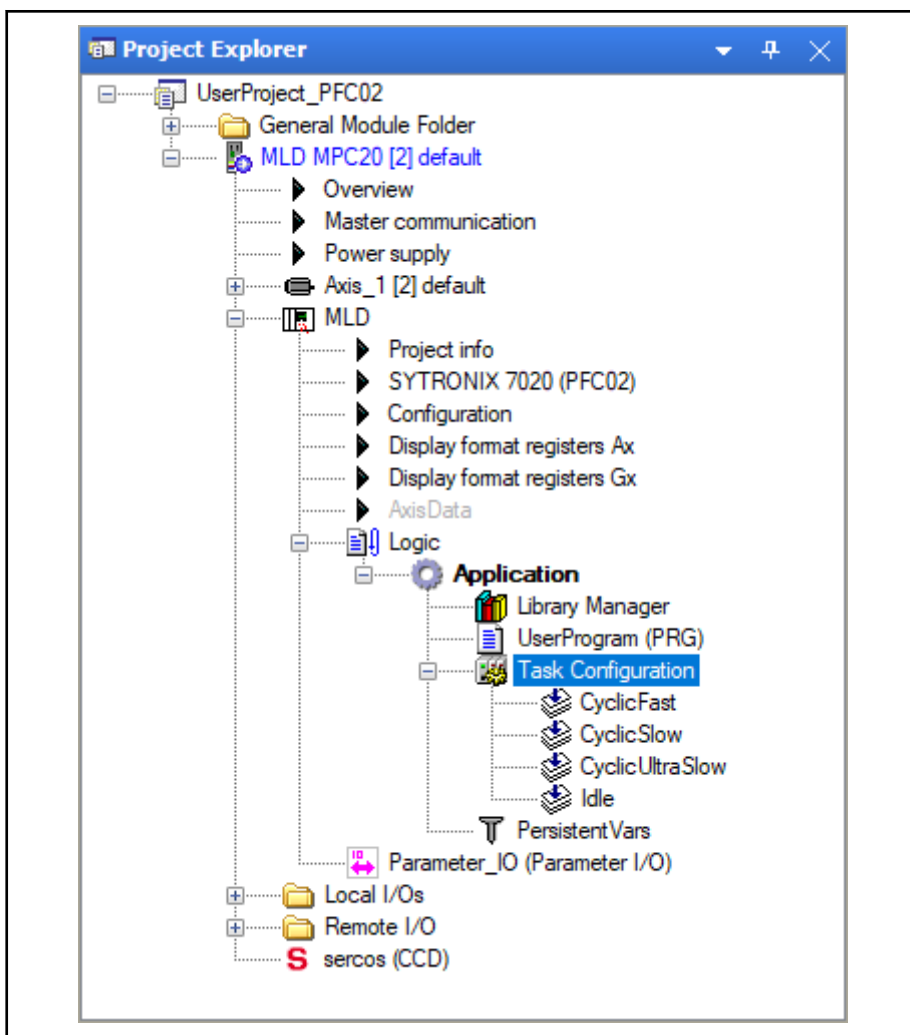 Project Explorer
UserProject_PFC02
General Module Folder
MLD MPC20 [2] default
Overview
Master communication
Power supply
Axis_1 [2] default
MLD
Project info
SYTRONIX 7020 (PFC02)
Configuration
Display format registers Ax
Display format registers Gx
AxisData
Logic
Application
Library Manager
UserProgram (PRG)
Task Configuration
CyclicFast
CyclicSlow
CyclicUltraSlow
Idle
PersistentVars
Parameter_IO (Parameter I/O)
Local I/Os
Remote I/O
S sercos (CCD)